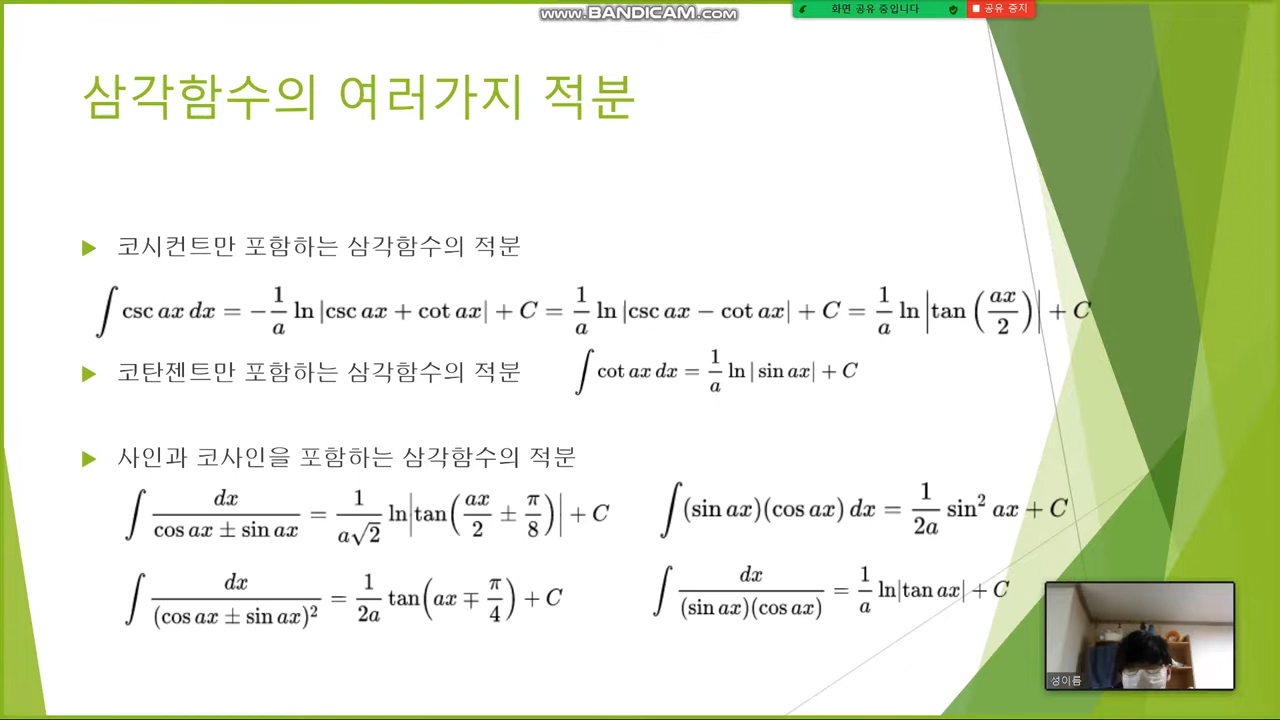 www.BANDICAM.com
화면 공유 중입니다
공유 중지
삼각함수의 여러가지 적분
코시컨트만 포함하는 삼각함수의 적분
∫ csc ax dx = −1/a ln |csc ax + cot ax| + C = 1/a ln |csc ax − cot ax| + C = 1/a ln |tan (ax/2)| + C
코탄젠트만 포함하는 삼각함수의 적분
∫ cot ax dx = 1/a ln | sin ax| + C
사인과 코사인을 포함하는 삼각함수의 적분
∫ dx/(cos ax ± sin ax) = 1/(a√2) ln|tan(ax/2 ± π/8)| + C
∫ (sin ax)(cos ax) dx = 1/2a sin² ax + C
∫ dx/(cos ax ± sin ax)² = 1/2a tan(ax ∓ π/4) + C
∫ dx/((sin ax)(cos ax)) = 1/a ln|tan ax| + C
성이름